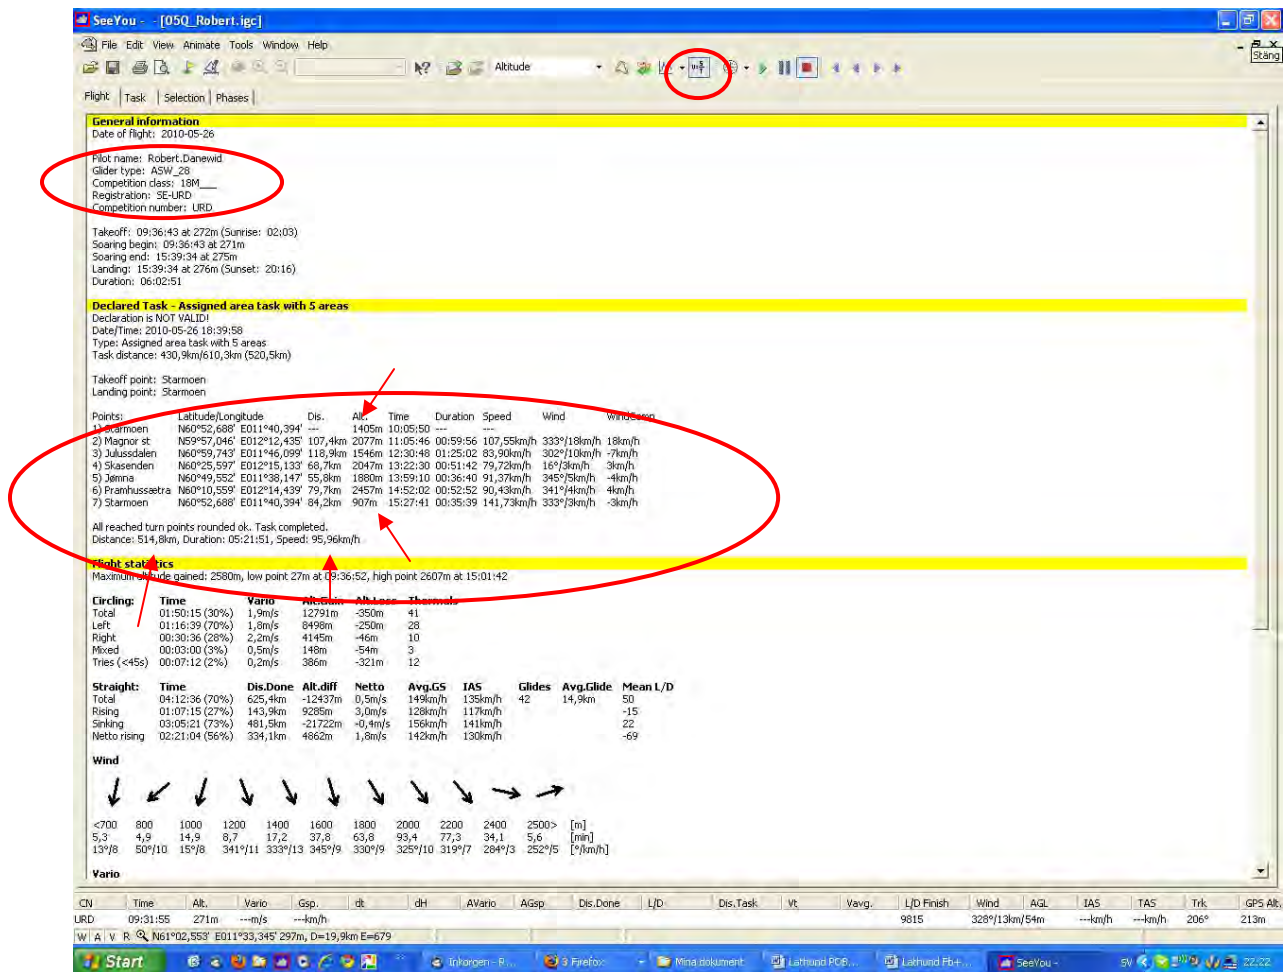 SeeYou - - [05Q_Robert.igc]
File Edit View Animate Tools Window Help
Stäng
Altitude
Flight Task Selection Phases
General information
Date of flight: 2010-05-26
Pilot name: Robert.Danewid
Glider type: ASW_28
Competition class: 18M___
Registration: SE-URD
Competition number: URD
Takeoff: 09:36:43 at 272m (Sunrise: 02:03)
Soaring begin: 09:36:43 at 271m
Soaring end: 15:39:34 at 275m
Landing: 15:39:34 at 276m (Sunset: 20:16)
Duration: 06:02:51
Declared Task - Assigned area task with 5 areas
Declaration is NOT VALID!
Date/Time: 2010-05-26 18:39:58
Type: Assigned area task with 5 areas
Task distance: 430,9km/610,3km (520,5km)
Takeoff point: Starmoen
Landing point: Starmoen
Points: Latitude/Longitude Dis. Alt. Time Duration Speed Wind WindComp
1) Starmoen N60°52,688' E011°40,394' --- 1405m 10:05:50 --- ---
2) Magnor st N59°57,046' E012°12,435' 107,4km 2077m 11:05:46 00:59:56 107,55km/h 333°/18km/h 18km/h
3) Julussdalen N60°59,743' E011°46,099' 118,9km 1546m 12:30:48 01:25:02 83,90km/h 302°/10km/h -7km/h
4) Skasenden N60°25,597' E012°15,133' 68,7km 2047m 13:22:30 00:51:42 79,72km/h 16°/3km/h 3km/h
5) Jømna N60°49,552' E011°38,147' 55,8km 1880m 13:59:10 00:36:40 91,37km/h 345°/5km/h -4km/h
6) Pramhussætra N60°10,559' E012°14,439' 79,7km 2457m 14:52:02 00:52:52 90,43km/h 341°/4km/h 4km/h
7) Starmoen N60°52,688' E011°40,394' 84,2km 907m 15:27:41 00:35:39 141,73km/h 333°/3km/h -3km/h
All reached turn points rounded ok. Task completed.
Distance: 514,8km, Duration: 05:21:51, Speed: 95,96km/h
Flight statistics
Maximum altitude gained: 2580m, low point 27m at 09:36:52, high point 2607m at 15:01:42
Circling: Time Vario Alt.Gain Alt.Loss Thermals
Total 01:50:15 (30%) 1,9m/s 12791m -350m 41
Left 01:16:39 (70%) 1,8m/s 8498m -250m 28
Right 00:30:36 (28%) 2,2m/s 4145m -46m 10
Mixed 00:03:00 (3%) 0,5m/s 148m -54m 3
Tries (<45s) 00:07:12 (2%) 0,2m/s 386m -321m 12
Straight: Time Dis.Done Alt.diff Netto Avg.GS IAS Glides Avg.Glide Mean L/D
Total 04:12:36 (70%) 625,4km -12437m 0,5m/s 149km/h 135km/h 42 14,9km 50
Rising 01:07:15 (27%) 143,9km 9285m 3,0m/s 128km/h 117km/h -15
Sinking 03:05:21 (73%) 481,5km -21722m -0,4m/s 156km/h 141km/h 22
Netto rising 02:21:04 (56%) 334,1km 4862m 1,8m/s 142km/h 130km/h -69
Wind
<700 800 1000 1200 1400 1600 1800 2000 2200 2400 2500> [m]
5,3 4,9 14,9 8,7 17,2 37,8 63,8 93,4 77,3 34,1 5,6 [min]
13°/8 50°/10 15°/8 341°/11 333°/13 345°/9 330°/9 325°/10 319°/7 284°/3 252°/5 [°/km/h]
Vario
CN Time Alt. Vario Gsp. dt dH AVario AGsp Dis.Done L/D Dis.Task Vt Vavg. L/D Finish Wind AGL IAS TAS Trk GPS Alt.
URD 09:31:55 271m ---m/s ---km/h 9815 328°/13km/h 54m ---km/h ---km/h 206° 213m
W A V R N61°02,553' E011°33,345' 297m, D=19,9km E=679
Start Inkorgen - P... 3 Firefox Mina dokument Lathund PCB... Lathund Fb+... SeeYou - SV 22:22